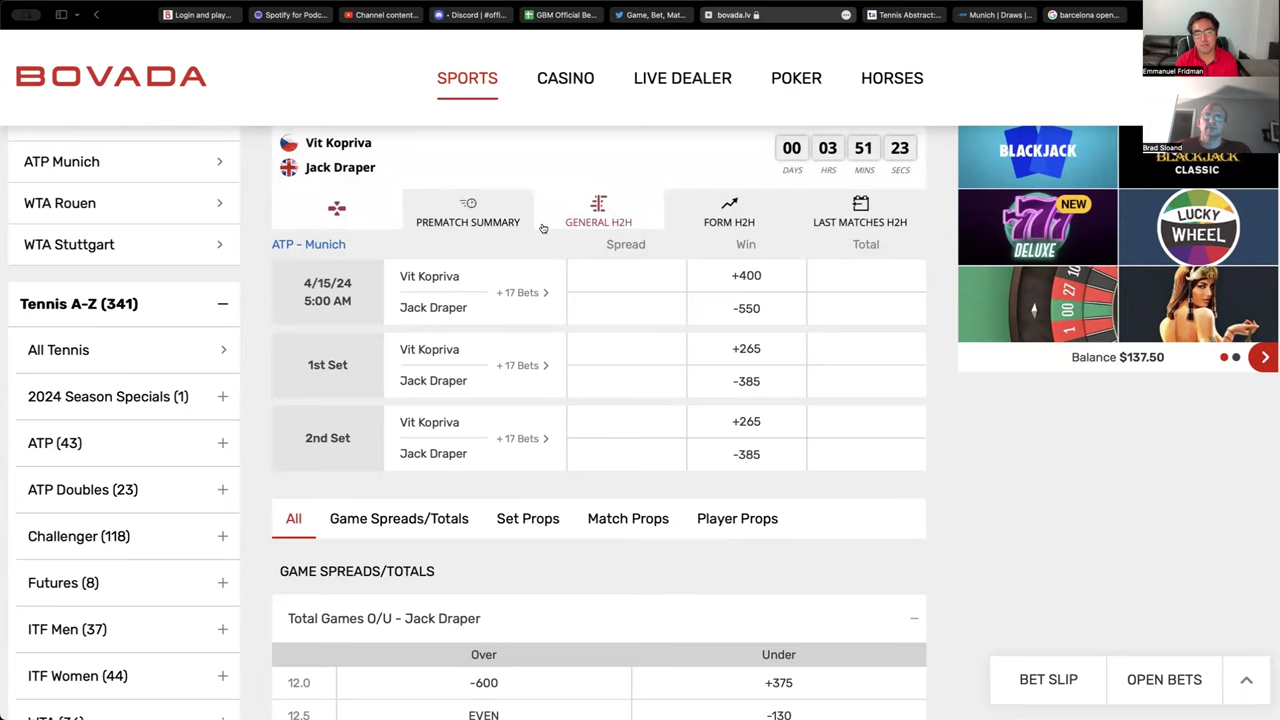 Login and play...
Spotify for Podc...
Channel content...
Discord | #offi...
GBM Official Be...
Game, Bet, Mat...
bovada.lv
Tennis Abstract:...
Munich | Draws |...
barcelona open...
BOVADA
SPORTS
CASINO
LIVE DEALER
POKER
HORSES
Emmanuel Fridman
Brad Sloand
ATP Munich
WTA Rouen
WTA Stuttgart
Tennis A-Z (341)
All Tennis
2024 Season Specials (1)
ATP (43)
ATP Doubles (23)
Challenger (118)
Futures (8)
ITF Men (37)
ITF Women (44)
Vit Kopriva
Jack Draper
00 03 51 23
DAYS HRS MINS SECS
PREMATCH SUMMARY
GENERAL H2H
FORM H2H
LAST MATCHES H2H
ATP - Munich
Spread
Win
Total
4/15/24
5:00 AM
Vit Kopriva
Jack Draper
+ 17 Bets
+400
-550
1st Set
Vit Kopriva
Jack Draper
+ 17 Bets
+265
-385
2nd Set
Vit Kopriva
Jack Draper
+ 17 Bets
+265
-385
All
Game Spreads/Totals
Set Props
Match Props
Player Props
GAME SPREADS/TOTALS
Total Games O/U - Jack Draper
Over
Under
12.0
-600
+375
12.5
EVEN
-130
BLACKJACK
BLACKJACK
CLASSIC
777
DELUXE
NEW
LUCKY
WHEEL
00
27
10
1
Balance $137.50
BET SLIP
OPEN BETS